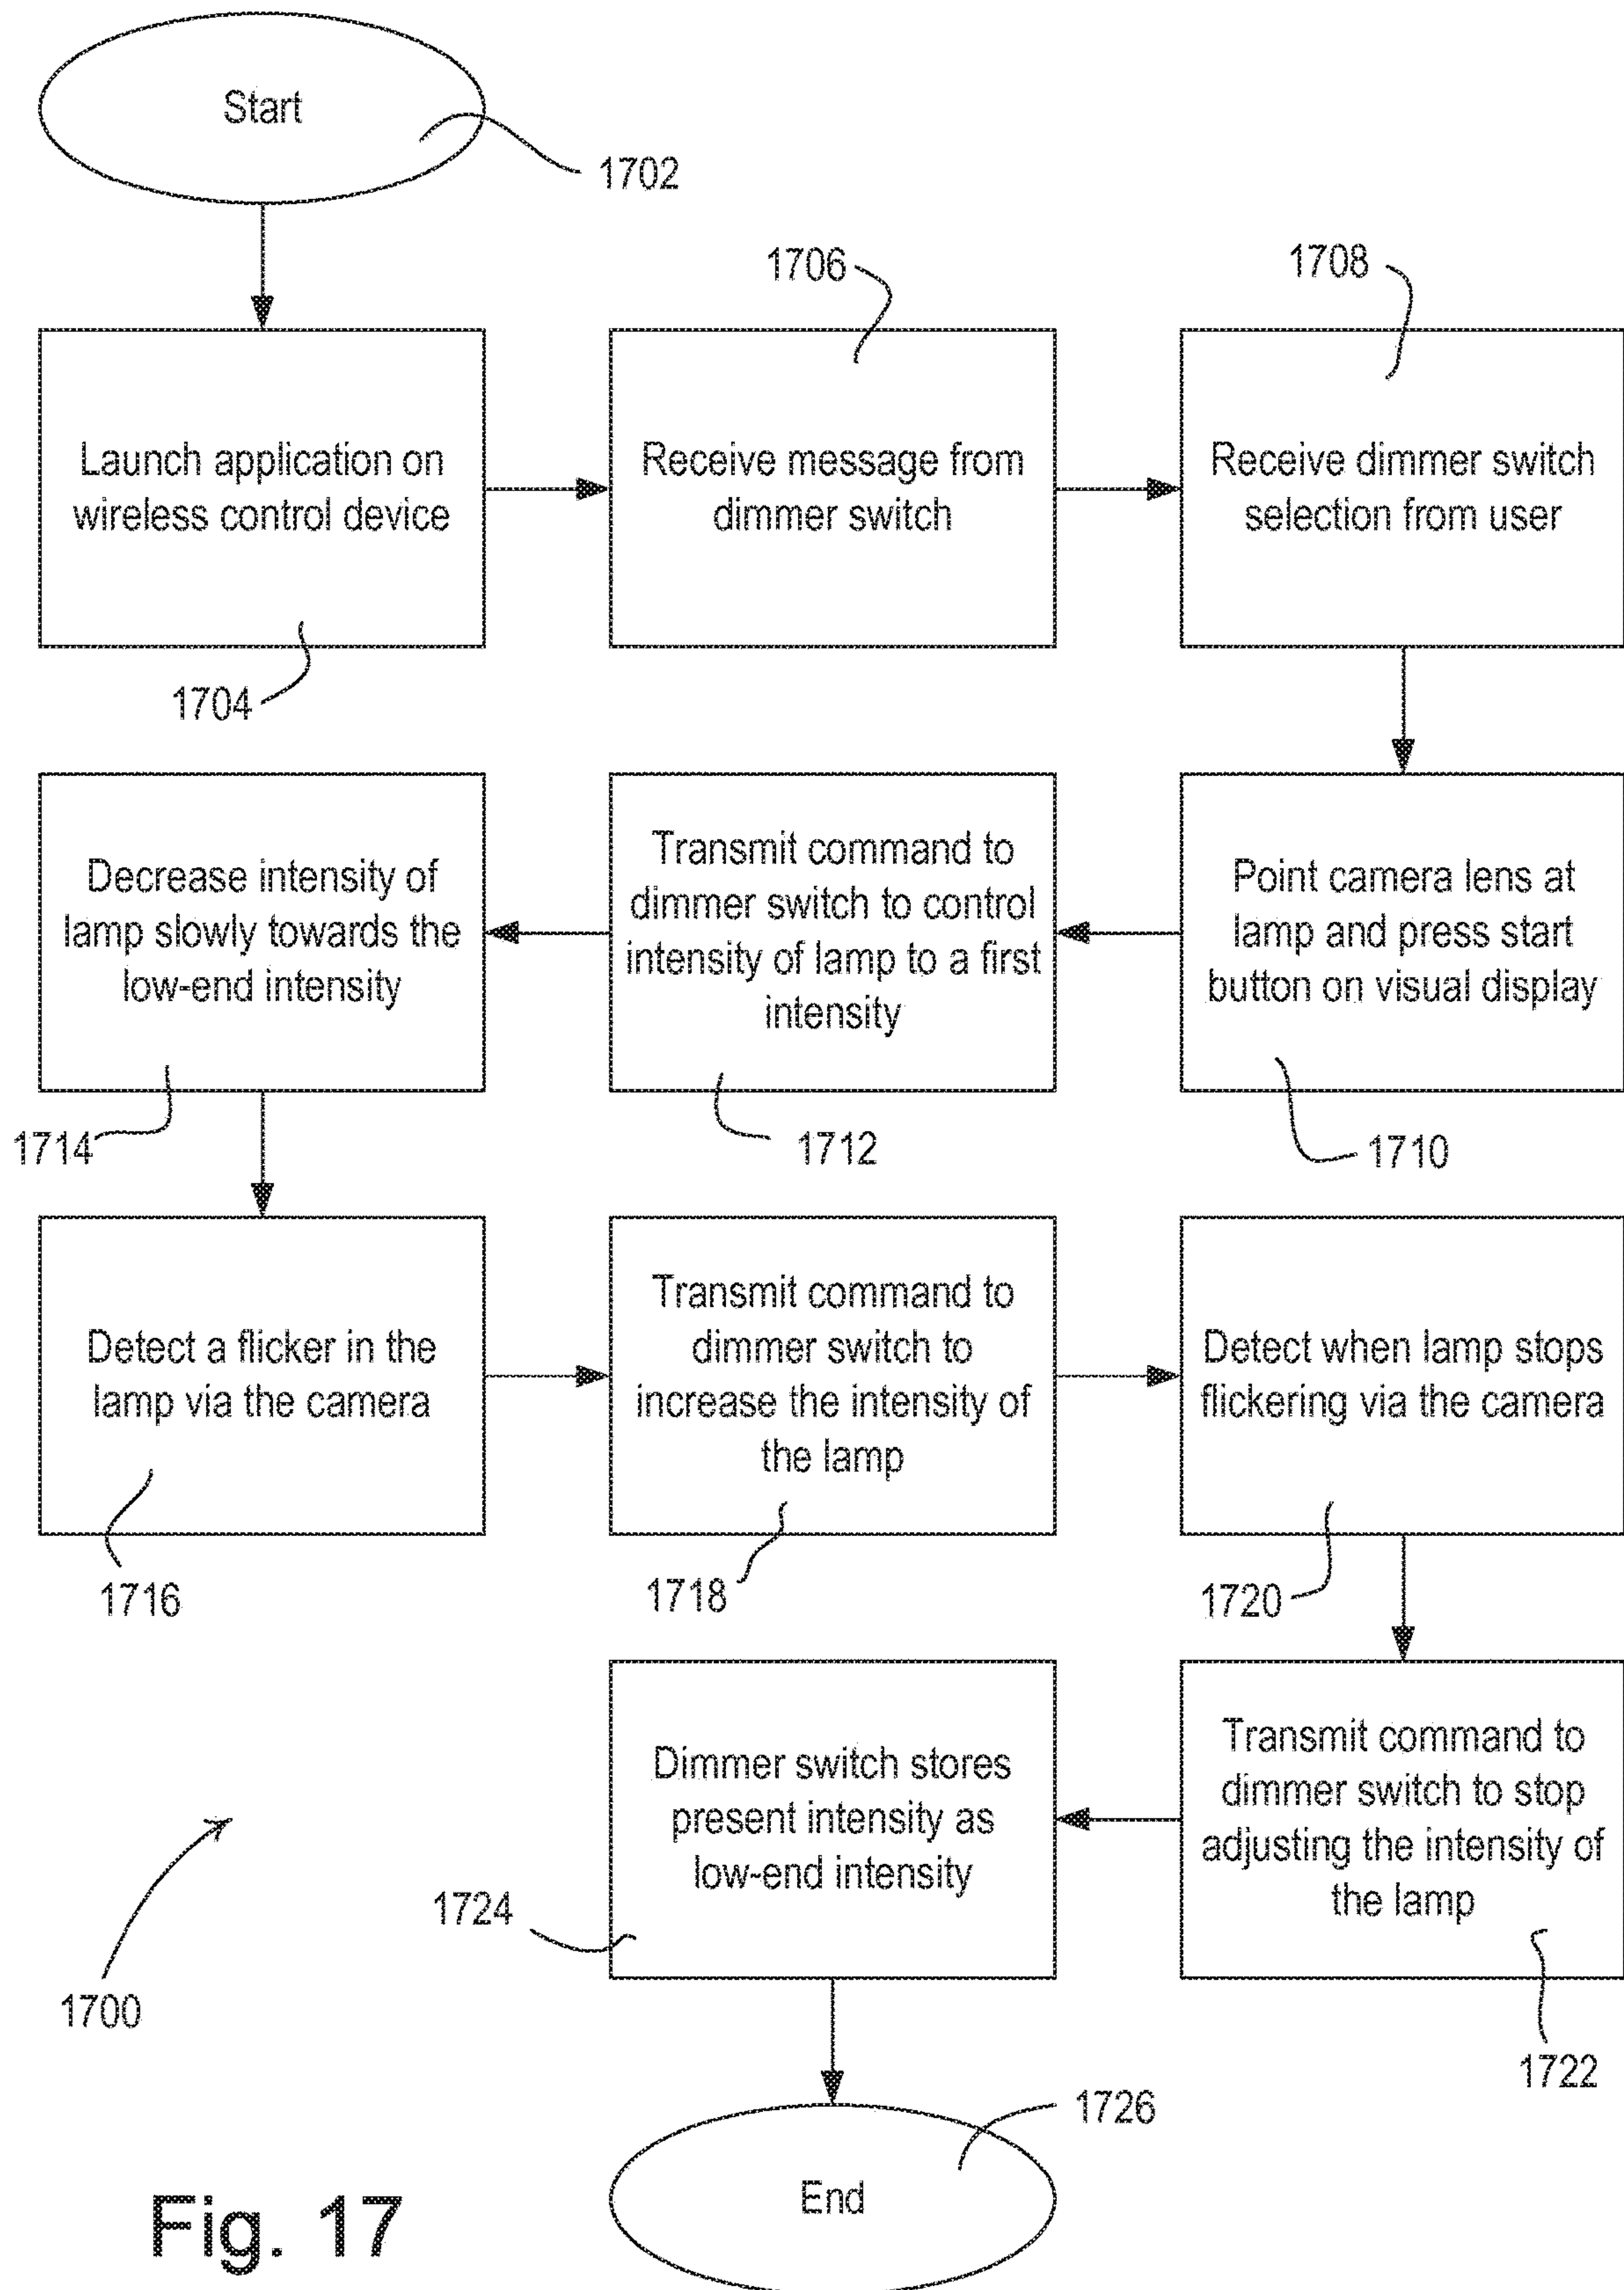 Start
1702
1706
1708
Launch application on
wireless control device
Receive message from
dimmer switch
Receive dimmer switch
selection from user
1704
Decrease intensity of
lamp slowly towards the
low-end intensity
Transmit command to
dimmer switch to control
intensity of lamp to a first
intensity
Point camera lens at
lamp and press start
button on visual display
1714
1712
1710
Detect a flicker in the
lamp via the camera
Transmit command to
dimmer switch to
increase the intensity of
the lamp
Detect when lamp stops
flickering via the camera
1716
1718
1720
Dimmer switch stores
present intensity as
low-end intensity
Transmit command to
dimmer switch to stop
adjusting the intensity of
the lamp
1724
1700
1722
1726
End
Fig. 17